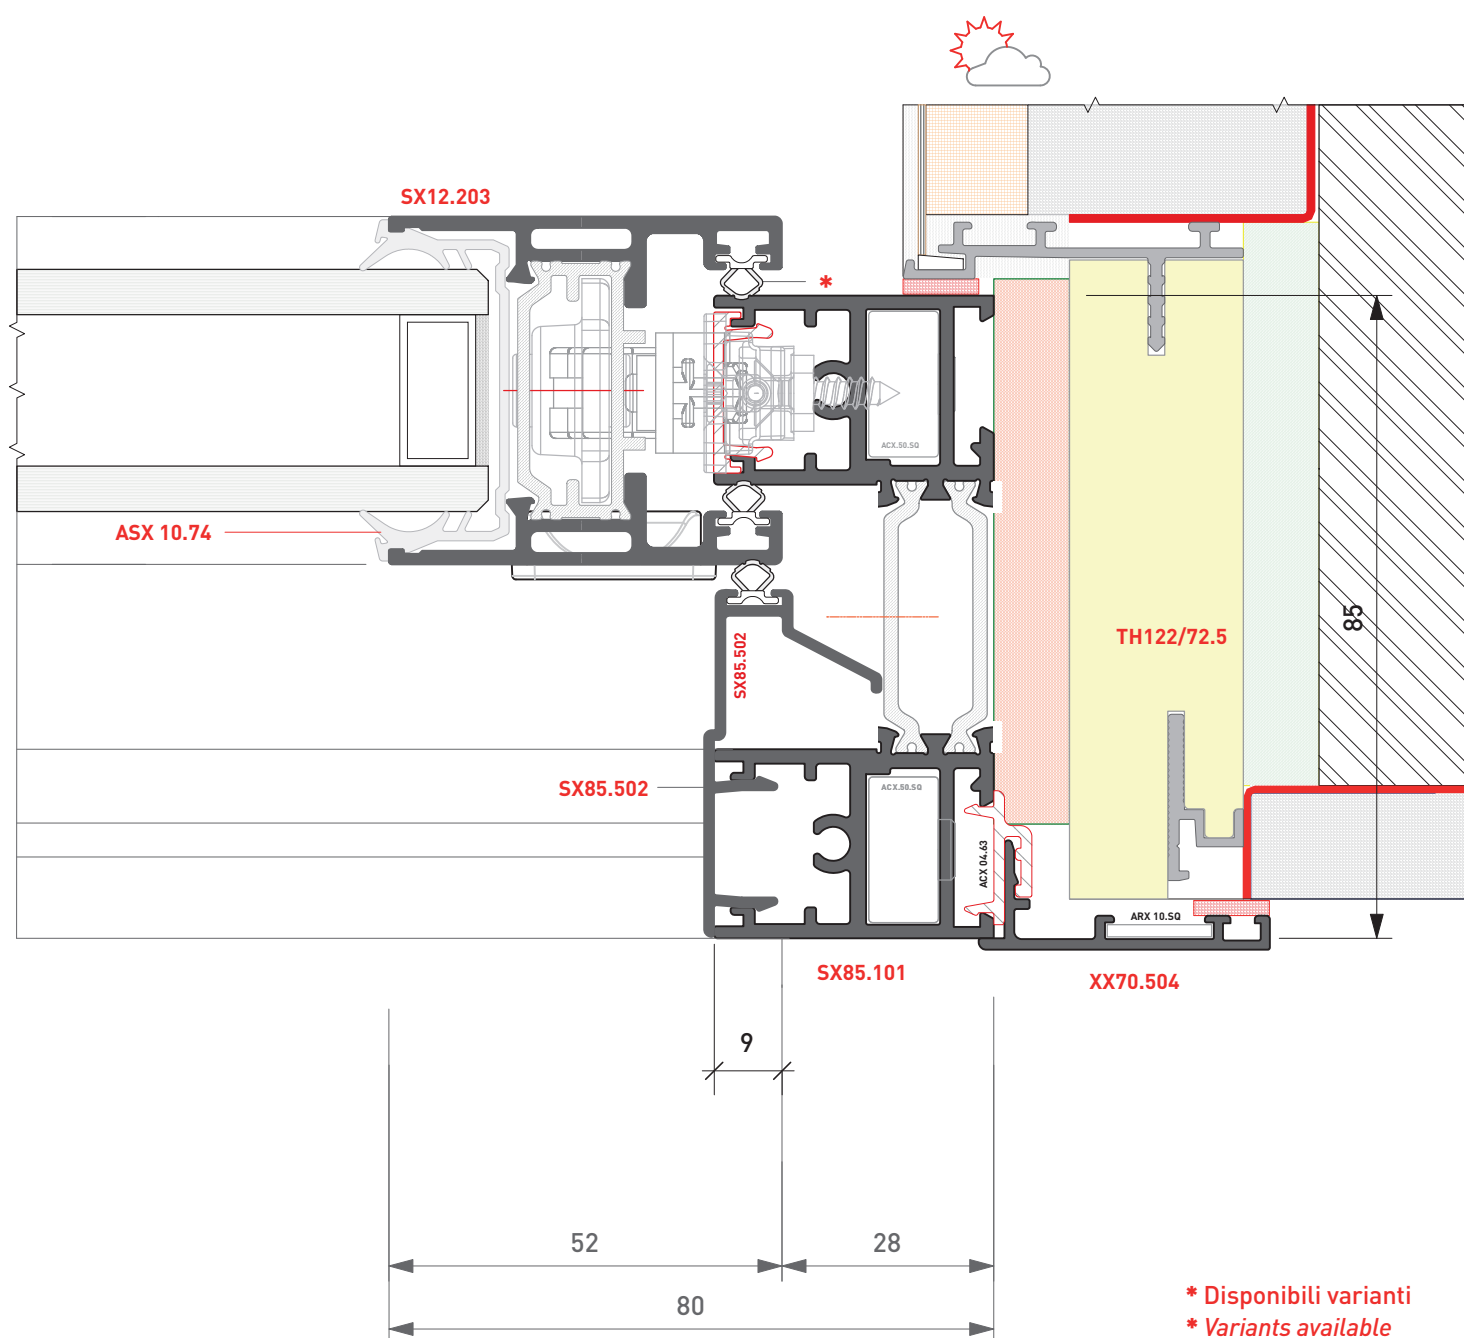 SX12.203
*
ACX.50.SQ
ASX 10.74
85
TH122/72.5
SX85.502
SX85.502
ACX.50.SQ
ACX 04.63
ARX 10.SQ
SX85.101
XX70.504
9
52
28
80
* Disponibili varianti
* Variants available